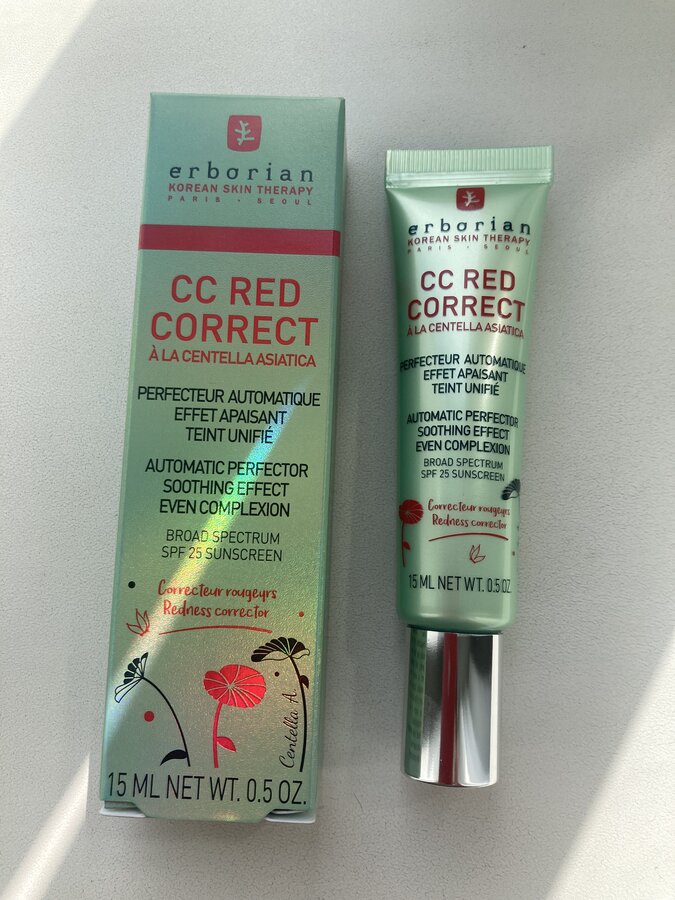 erborian
KOREAN SKIN THERAPY
PARIS - SEOUL
CC RED
CORRECT
À LA CENTELLA ASIATICA
PERFECTEUR AUTOMATIQUE
EFFET APAISANT
TEINT UNIFIÉ
AUTOMATIC PERFECTOR
SOOTHING EFFECT
EVEN COMPLEXION
BROAD SPECTRUM
SPF 25 SUNSCREEN
Correcteur rougeurs
Redness corrector
Centella A.
15 ML NET WT. 0.5 OZ.
erborian
KOREAN SKIN THERAPY
PARIS - SEOUL
CC RED
CORRECT
À LA CENTELLA ASIATICA
PERFECTEUR AUTOMATIQUE
EFFET APAISANT
TEINT UNIFIÉ
AUTOMATIC PERFECTOR
SOOTHING EFFECT
EVEN COMPLEXION
BROAD SPECTRUM
SPF 25 SUNSCREEN
Correcteur rougeurs
Redness corrector
15 ML NET WT. 0.5 OZ.